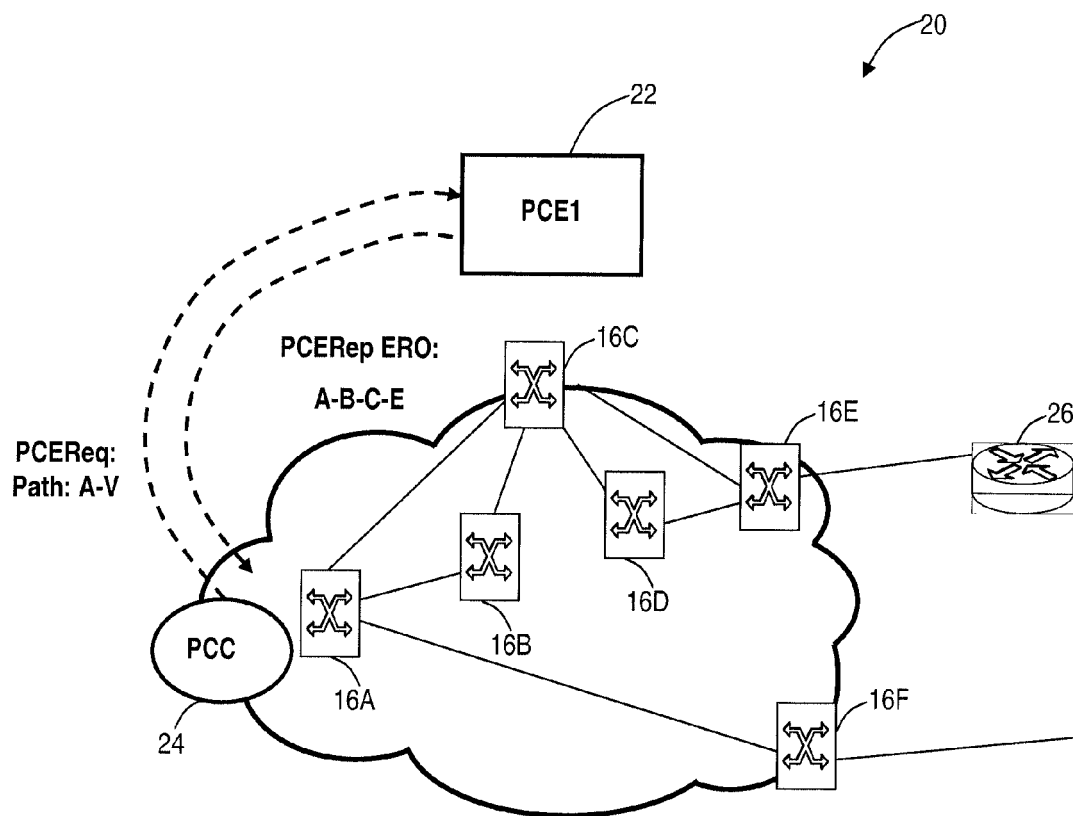 20
22
PCE1
PCERep ERO:
A-B-C-E
16C
16E
26
PCEReq:
Path: A-V
16D
16B
PCC
16A
16F
24